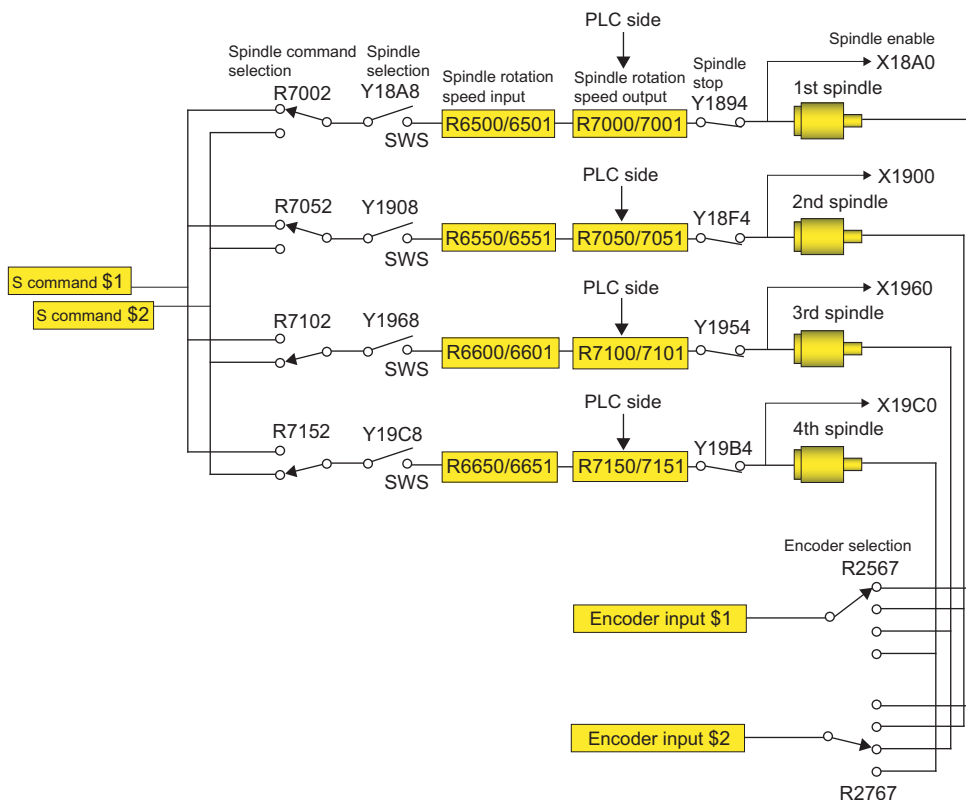 PLC side
Spindle command
selection
Spindle
selection
Spindle rotation
speed input
Spindle rotation
speed output
Spindle
stop
Spindle enable
X18A0
R7002
Y18A8
SWS
R6500/6501
R7000/7001
Y1894
1st spindle
PLC side
X1900
R7052
Y1908
SWS
R6550/6551
R7050/7051
Y18F4
2nd spindle
S command $1
S command $2
PLC side
X1960
R7102
Y1968
SWS
R6600/6601
R7100/7101
Y1954
3rd spindle
PLC side
X19C0
R7152
Y19C8
SWS
R6650/6651
R7150/7151
Y19B4
4th spindle
Encoder selection
R2567
Encoder input $1
Encoder input $2
R2767